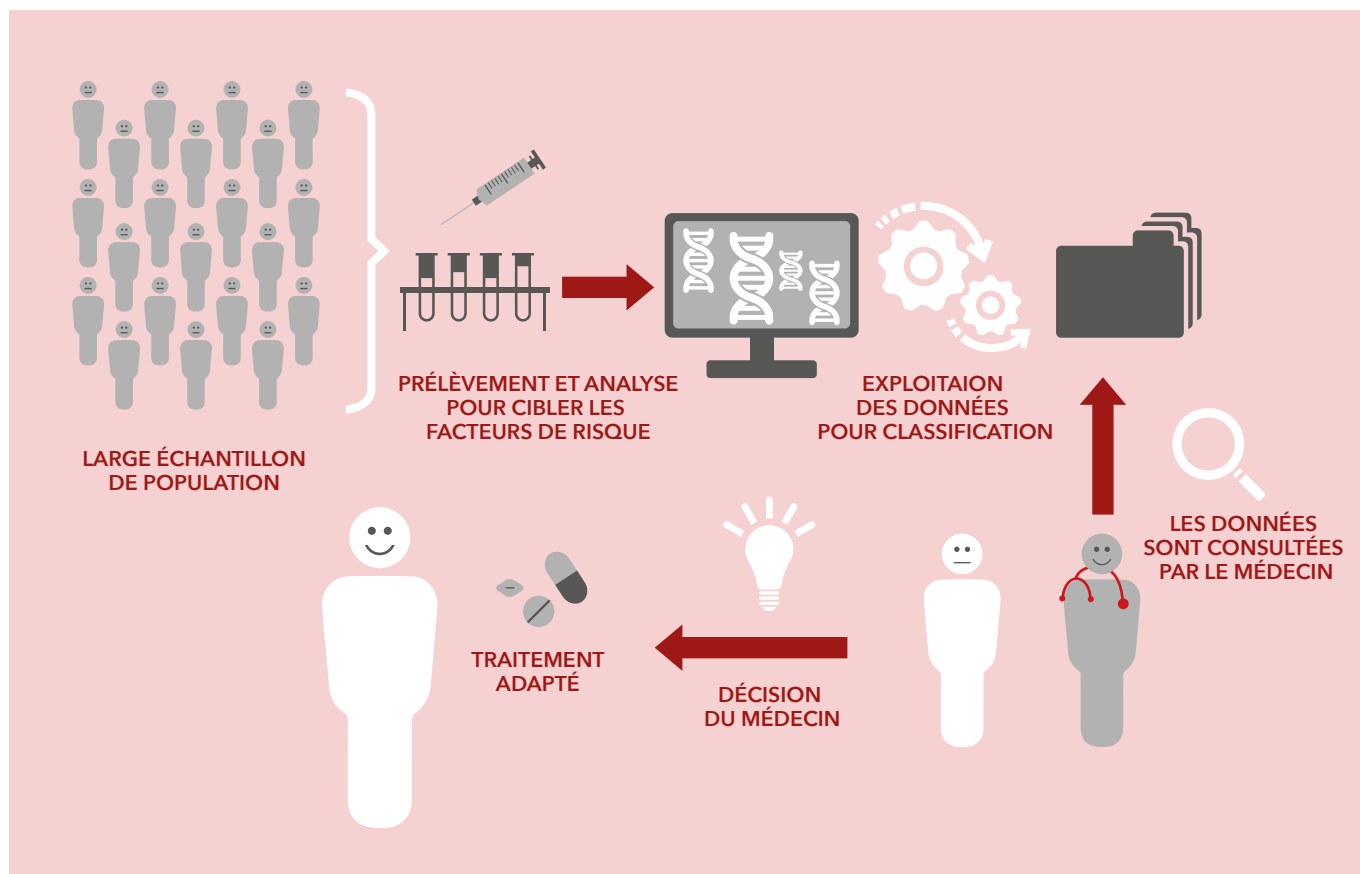 LARGE ÉCHANTILLON
DE POPULATION
PRÉLÈVEMENT ET ANALYSE
POUR CIBLER LES
FACTEURS DE RISQUE
EXPLOITAION
DES DONNÉES
POUR CLASSIFICATION
LES DONNÉES
SONT CONSULTÉES
PAR LE MÉDECIN
DÉCISION
DU MÉDECIN
TRAITEMENT
ADAPTÉ